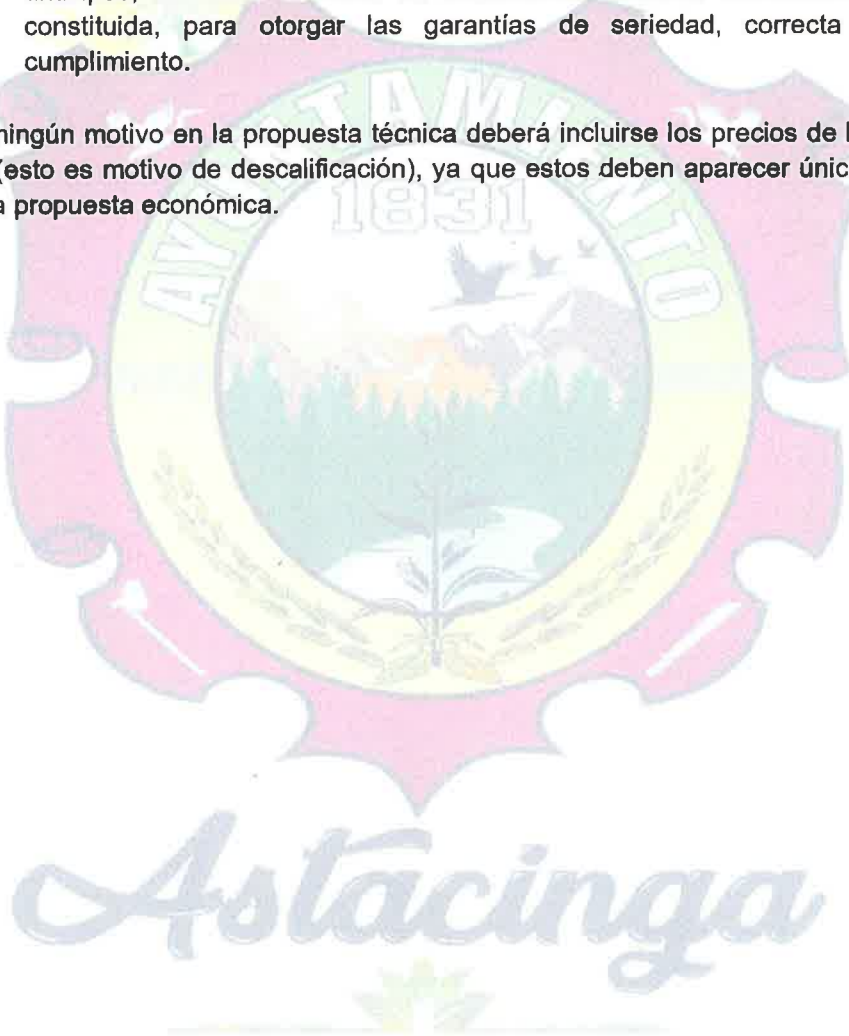 constituida, para otorgar las garantías de seriedad, correcta
cumplimiento.
ningún motivo en la propuesta técnica deberá incluirse los precios de
(esto es motivo de descalificación), ya que estos deben aparecer únic
a propuesta económica.
AYUNTAMIENTO
1831
Astacinga